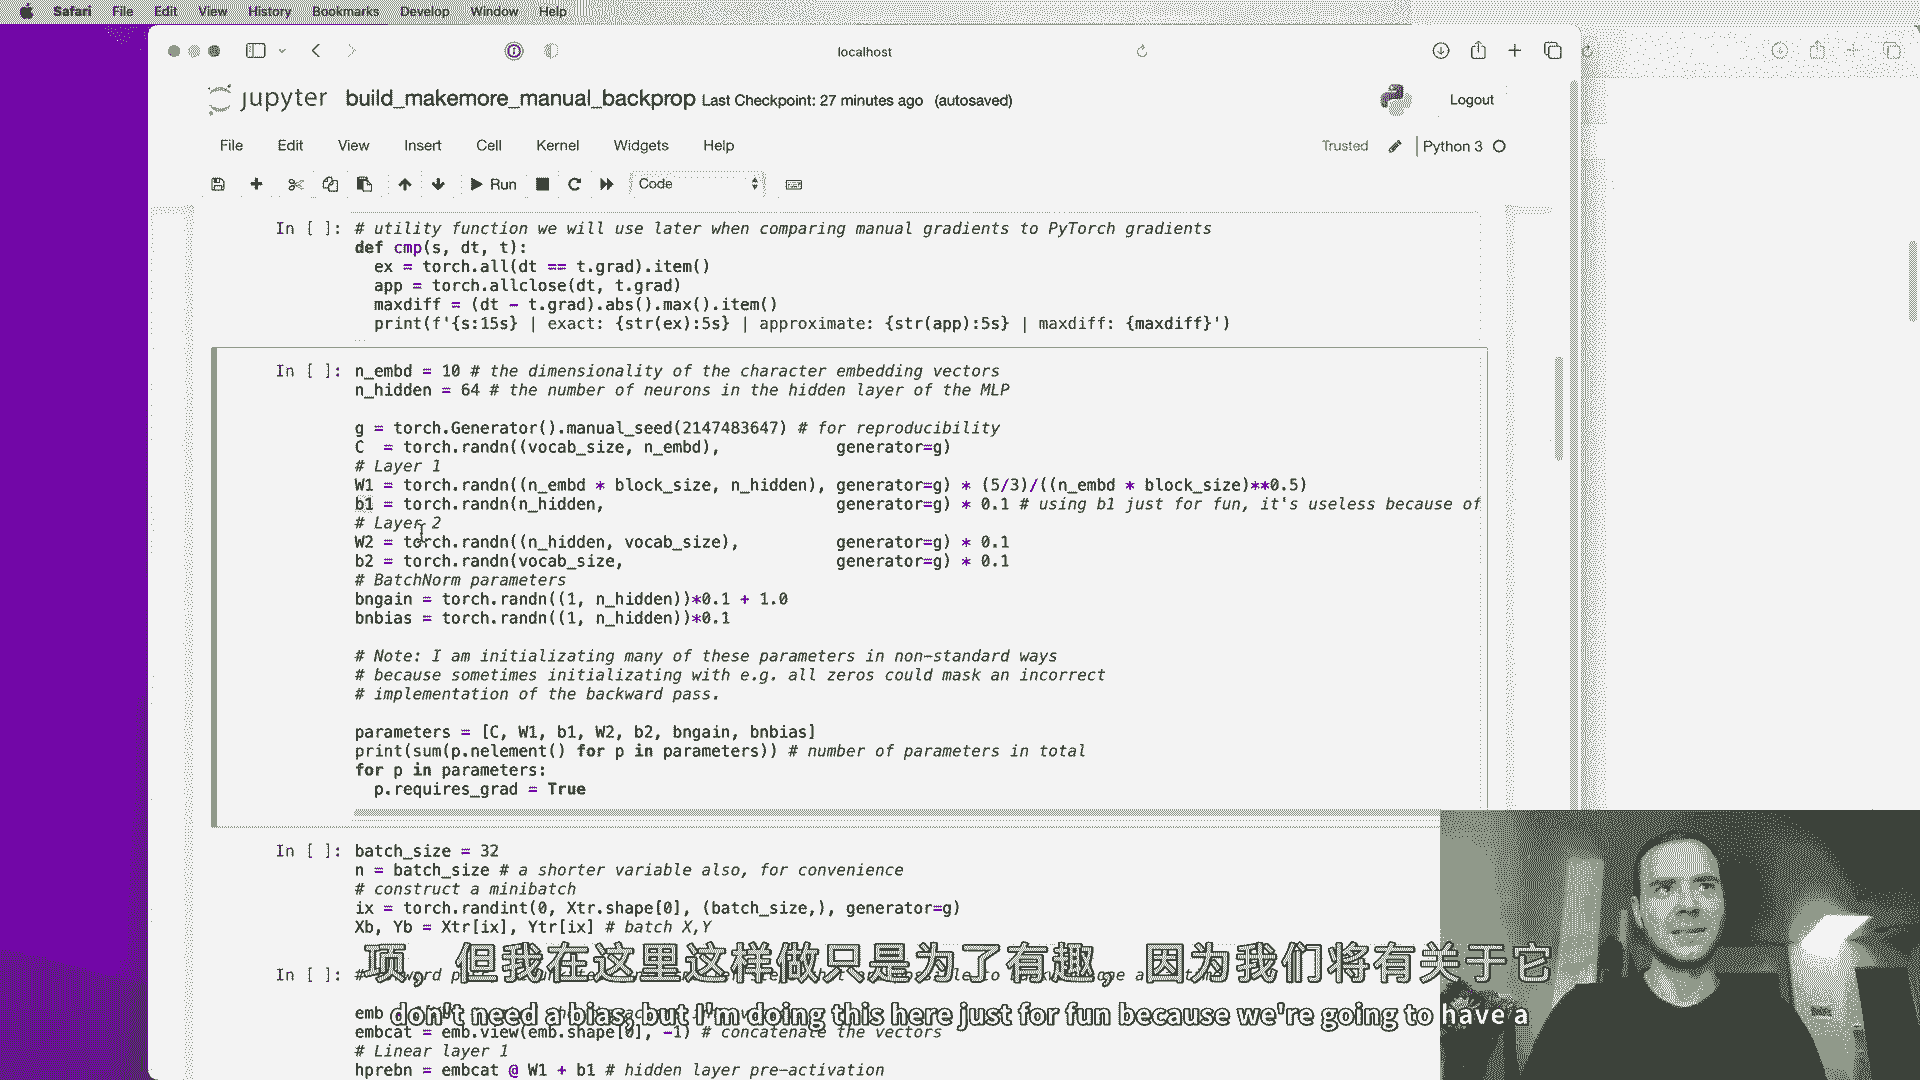 Safari File Edit View History Bookmarks Develop Window Help
localhost
jupyter build_makemore_manual_backprop Last Checkpoint: 27 minutes ago (autosaved)
Logout
File Edit View Insert Cell Kernel Widgets Help
Trusted Python 3
Run Code
In [ ]: # utility function we will use later when comparing manual gradients to PyTorch gradients
def cmp(s, dt, t):
  ex = torch.all(dt == t.grad).item()
  app = torch.allclose(dt, t.grad)
  maxdiff = (dt - t.grad).abs().max().item()
  print(f'{s:15s} | exact: {str(ex):5s} | approximate: {str(app):5s} | maxdiff: {maxdiff}')
In [ ]: n_embd = 10 # the dimensionality of the character embedding vectors
n_hidden = 64 # the number of neurons in the hidden layer of the MLP
g = torch.Generator().manual_seed(2147483647) # for reproducibility
C  = torch.randn((vocab_size, n_embd),            generator=g)
# Layer 1
W1 = torch.randn((n_embd * block_size, n_hidden), generator=g) * (5/3)/((n_embd * block_size)**0.5)
b1 = torch.randn(n_hidden,                        generator=g) * 0.1 # using b1 just for fun, it's useless because of
# Layer 2
W2 = torch.randn((n_hidden, vocab_size),          generator=g) * 0.1
b2 = torch.randn(vocab_size,                      generator=g) * 0.1
# BatchNorm parameters
bngain = torch.randn((1, n_hidden))*0.1 + 1.0
bnbias = torch.randn((1, n_hidden))*0.1
# Note: I am initializating many of these parameters in non-standard ways
# because sometimes initializating with e.g. all zeros could mask an incorrect
# implementation of the backward pass.
parameters = [C, W1, b1, W2, b2, bngain, bnbias]
print(sum(p.nelement() for p in parameters)) # number of parameters in total
for p in parameters:
  p.requires_grad = True
In [ ]: batch_size = 32
n = batch_size # a shorter variable also, for convenience
# construct a minibatch
ix = torch.randint(0, Xtr.shape[0], (batch_size,), generator=g)
Xb, Yb = Xtr[ix], Ytr[ix] # batch X,Y
项，但我在这里这样做只是为了有趣，因为我们将有关于它
In [ ]: #
emb
don't need a bias, but I'm doing this here just for fun because we're going to have a
embcat = emb.view(emb.shape[0], -1) # concatenate the vectors
# Linear layer 1
hprebn = embcat @ W1 + b1 # hidden layer pre-activation